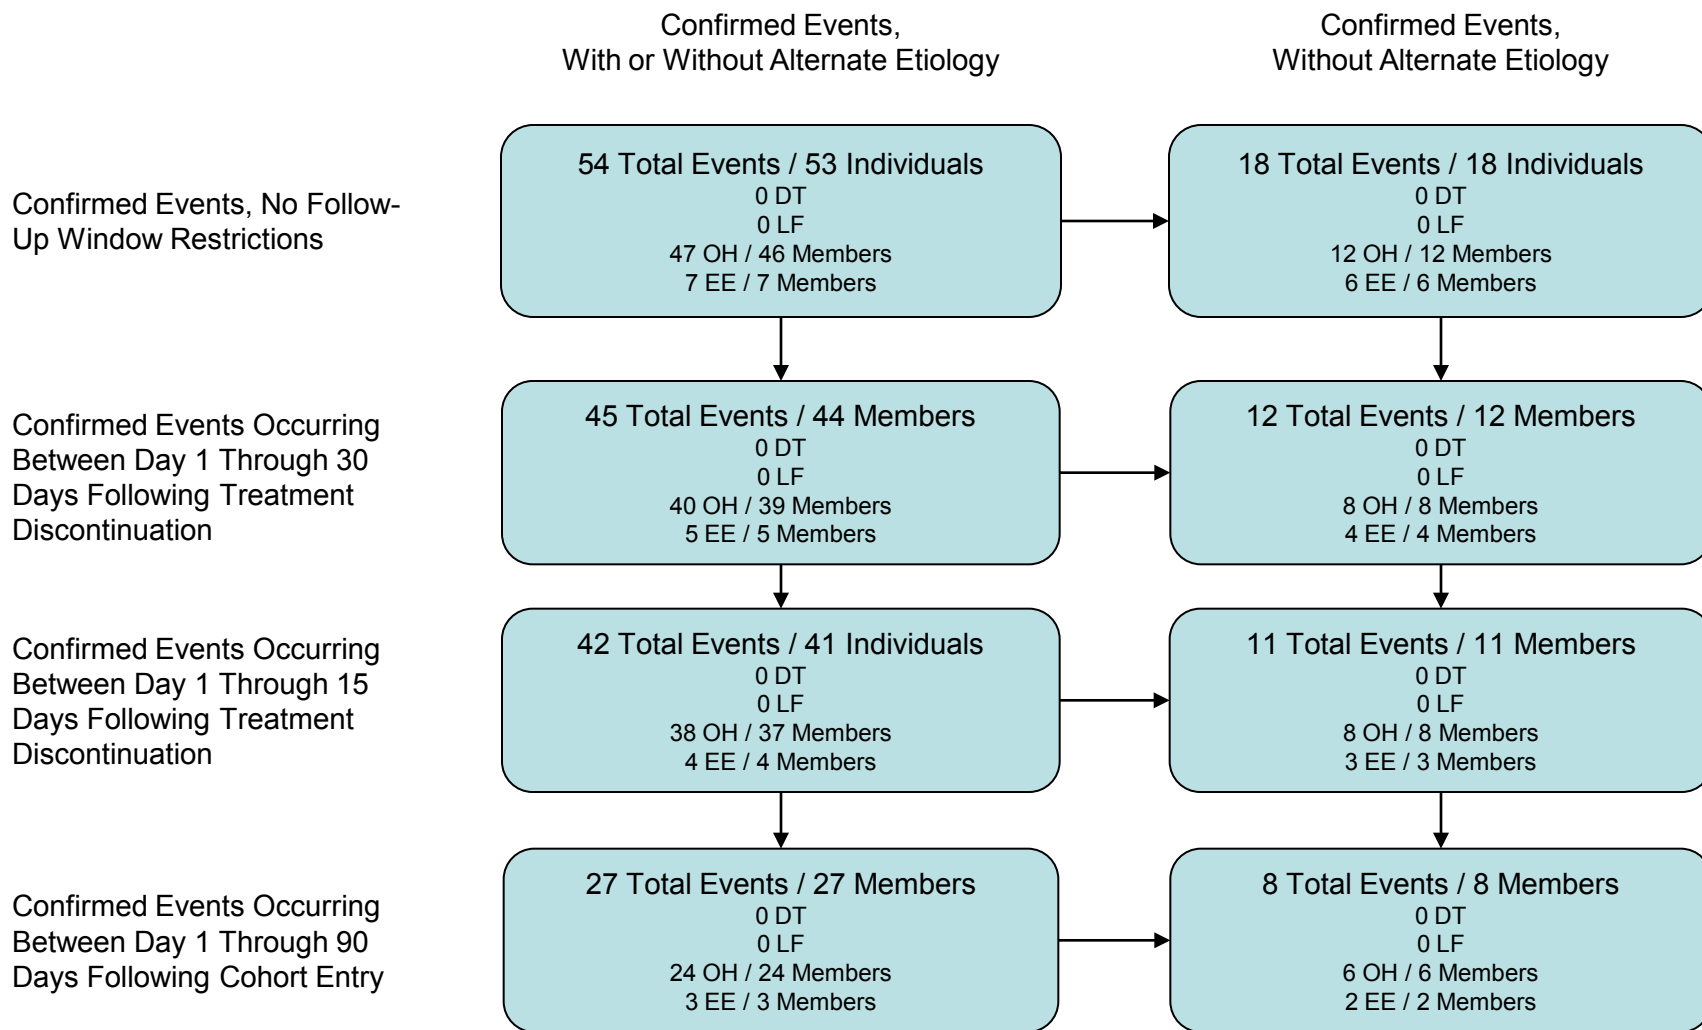 Confirmed Events,
With or Without Alternate Etiology
Confirmed Events,
Without Alternate Etiology
Confirmed Events, No Follow-
Up Window Restrictions
54 Total Events / 53 Individuals
0 DT
0 LF
47 OH / 46 Members
7 EE / 7 Members
18 Total Events / 18 Individuals
0 DT
0 LF
12 OH / 12 Members
6 EE / 6 Members
Confirmed Events Occurring
Between Day 1 Through 30
Days Following Treatment
Discontinuation
45 Total Events / 44 Members
0 DT
0 LF
40 OH / 39 Members
5 EE / 5 Members
12 Total Events / 12 Members
0 DT
0 LF
8 OH / 8 Members
4 EE / 4 Members
Confirmed Events Occurring
Between Day 1 Through 15
Days Following Treatment
Discontinuation
42 Total Events / 41 Individuals
0 DT
0 LF
38 OH / 37 Members
4 EE / 4 Members
11 Total Events / 11 Members
0 DT
0 LF
8 OH / 8 Members
3 EE / 3 Members
Confirmed Events Occurring
Between Day 1 Through 90
Days Following Cohort Entry
27 Total Events / 27 Members
0 DT
0 LF
24 OH / 24 Members
3 EE / 3 Members
8 Total Events / 8 Members
0 DT
0 LF
6 OH / 6 Members
2 EE / 2 Members